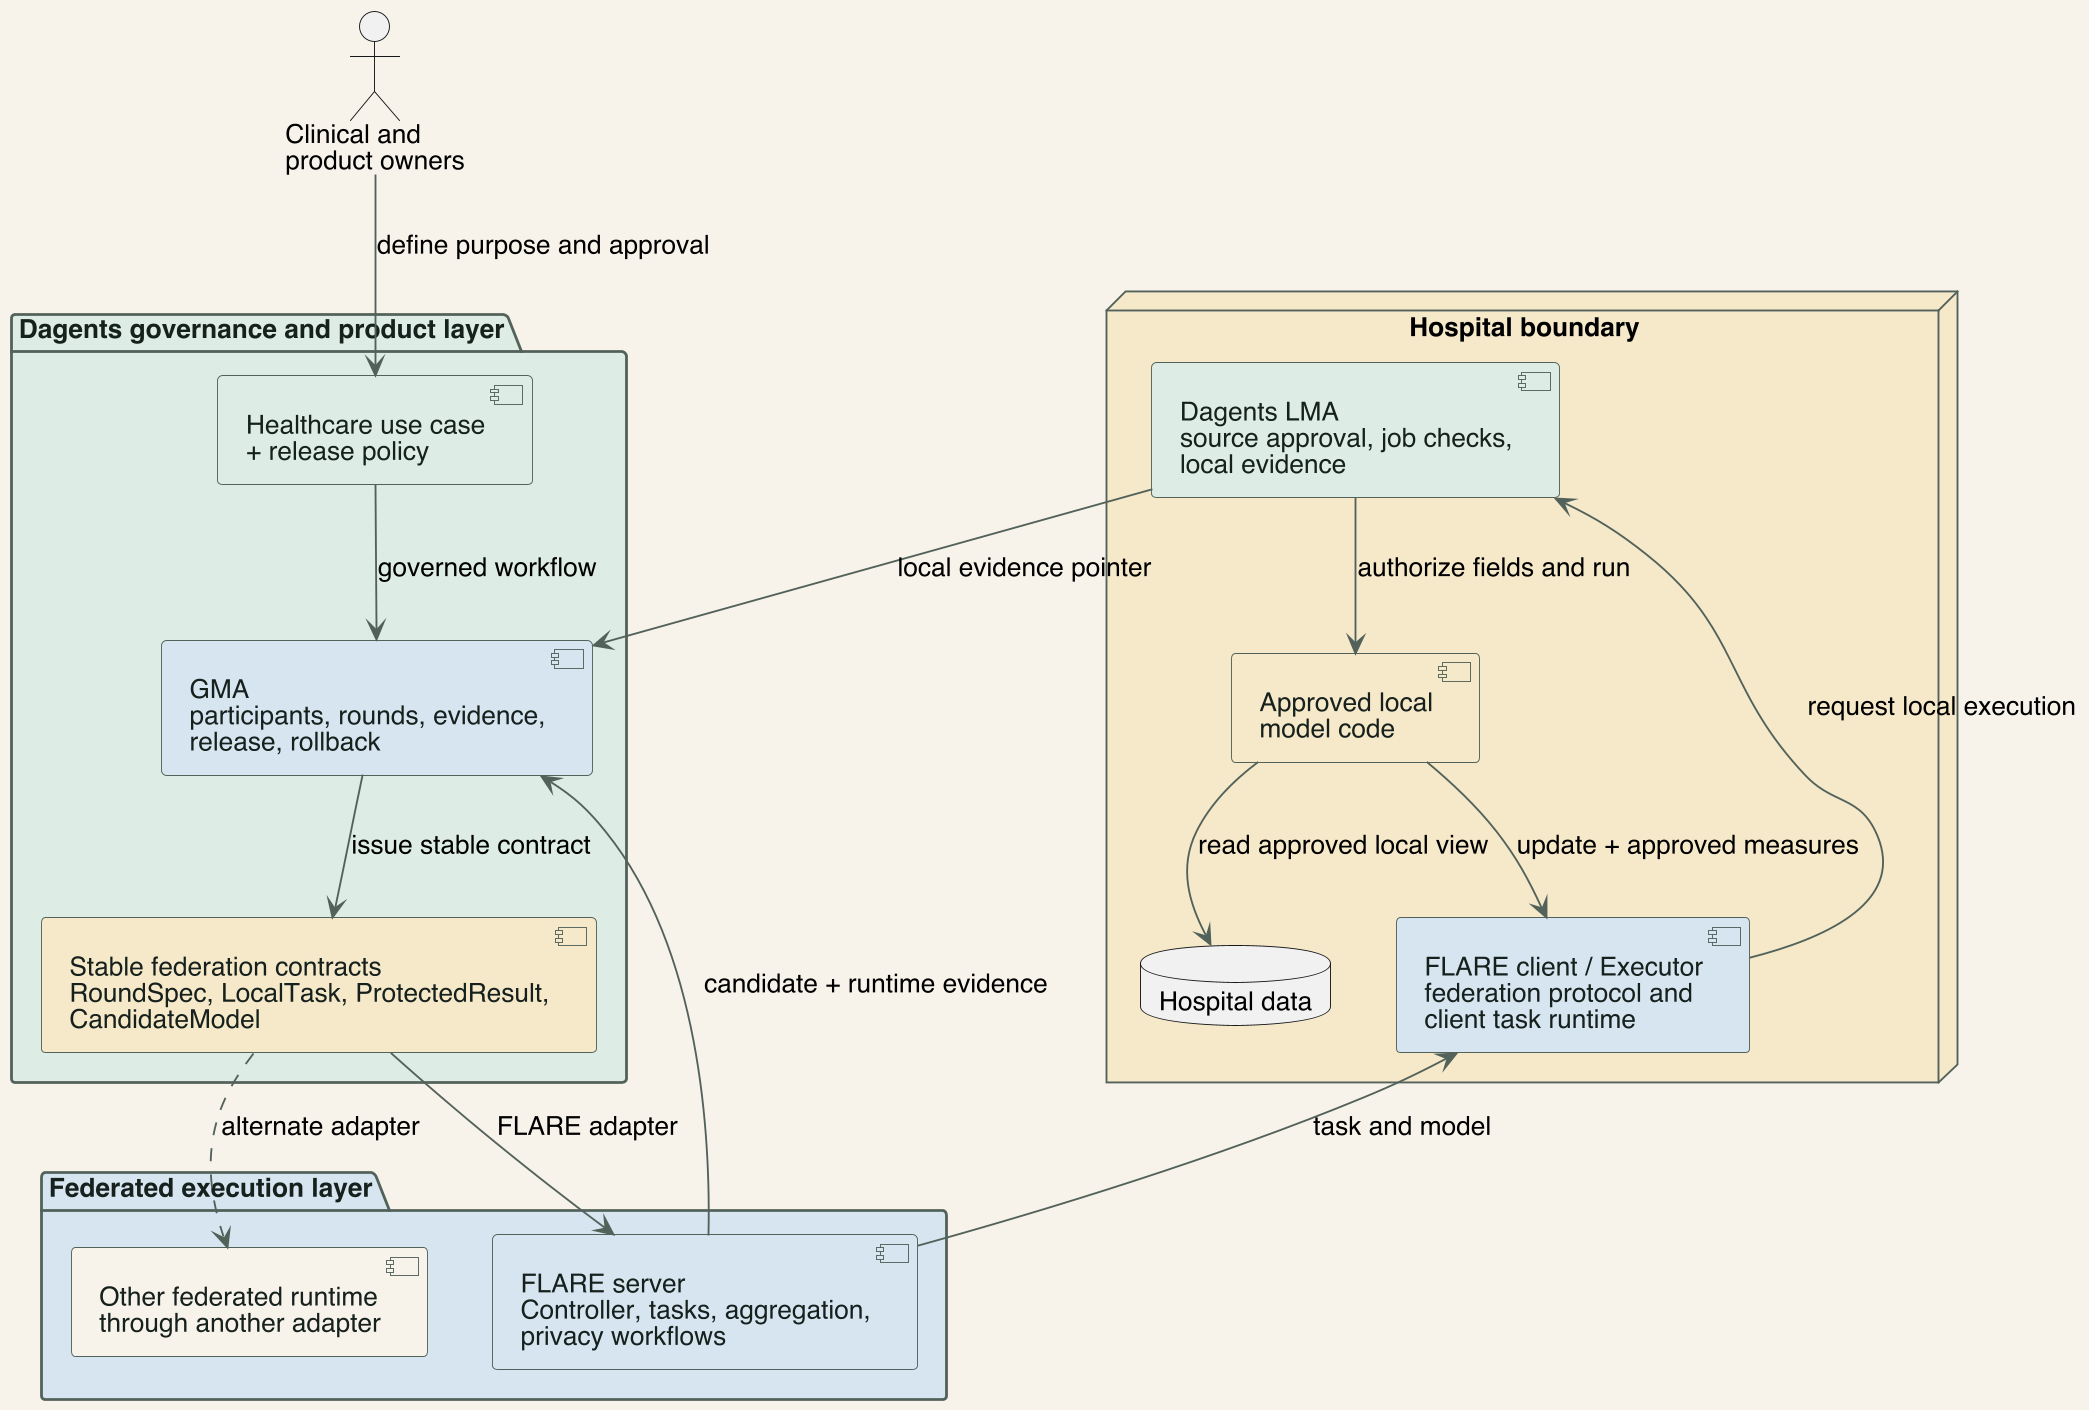 Clinical and
product owners
define purpose and approval
Dagents governance and product layer
Healthcare use case
+ release policy
governed workflow
GMA
participants, rounds, evidence,
release, rollback
issue stable contract
Stable federation contracts
RoundSpec, LocalTask, ProtectedResult,
CandidateModel
alternate adapter
FLARE adapter
candidate + runtime evidence
local evidence pointer
Hospital boundary
Dagents LMA
source approval, job checks,
local evidence
authorize fields and run
Approved local
model code
request local execution
read approved local view
update + approved measures
Hospital data
FLARE client / Executor
federation protocol and
client task runtime
task and model
Federated execution layer
Other federated runtime
through another adapter
FLARE server
Controller, tasks, aggregation,
privacy workflows